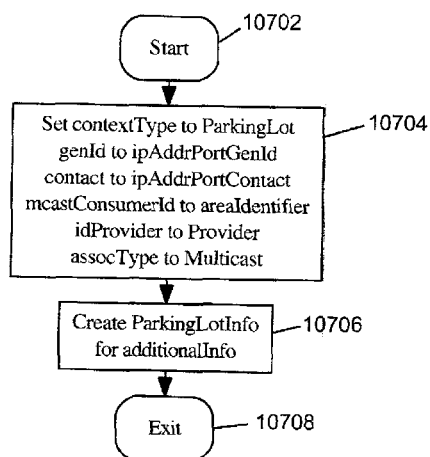 10702
Start
10704
Set contextType to ParkingLot
genId to ipAddrPortGenId
contact to ipAddrPortContact
mcastConsumerId to areaIdentifier
idProvider to Provider
assocType to Multicast
Create ParkingLotInfo
for additionalInfo
10706
Exit
10708